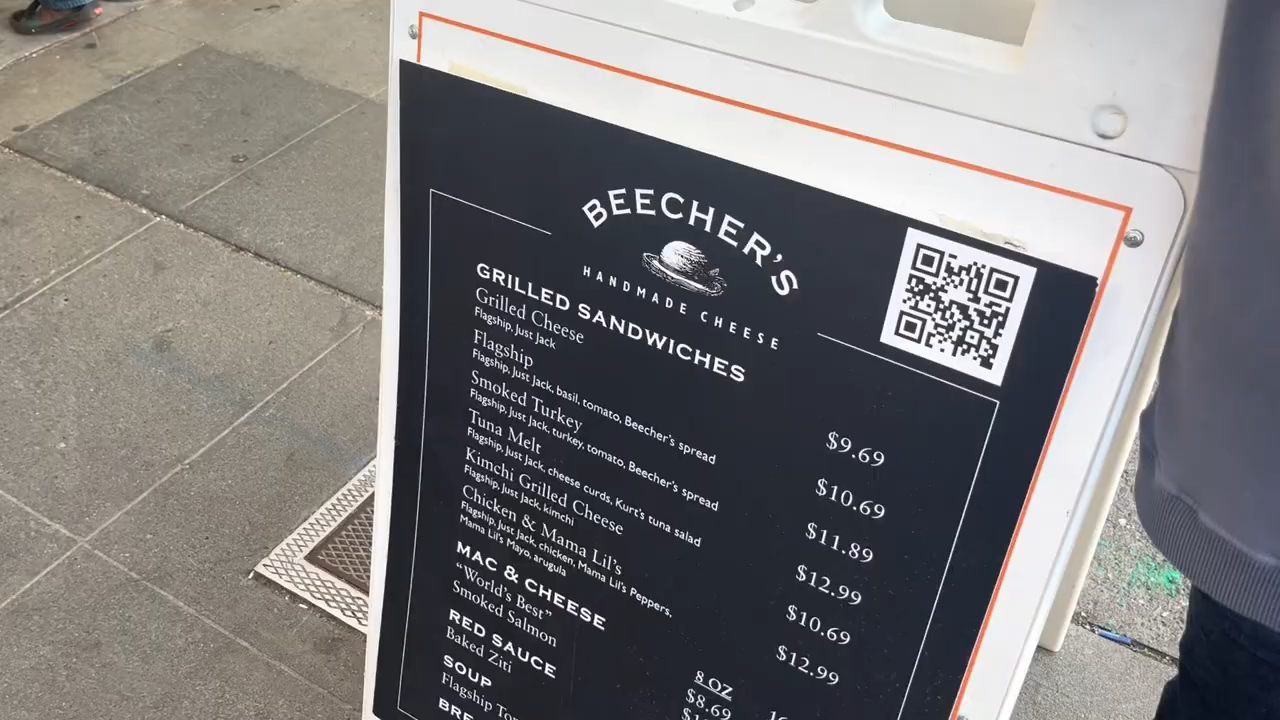 BEECHER'S
HANDMADE CHEESE
GRILLED SANDWICHES
Grilled Cheese $9.69
Flagship, Just Jack
Flagship $10.69
Flagship, Just Jack, basil, tomato, Beecher's spread
Smoked Turkey $11.89
Flagship, Just Jack, turkey, tomato, Beecher's spread
Tuna Melt $12.99
Flagship, Just Jack, cheese curds, Kurt's tuna salad
Kimchi Grilled Cheese $10.69
Flagship, Just Jack, kimchi
Chicken & Mama Lil's $12.99
Flagship, Just Jack, chicken, Mama Lil's Peppers,
Mama Lil's Mayo, arugula
MAC & CHEESE 8 OZ
"World's Best" $8.69
Smoked Salmon
RED SAUCE
Baked Ziti
SOUP
Flagship